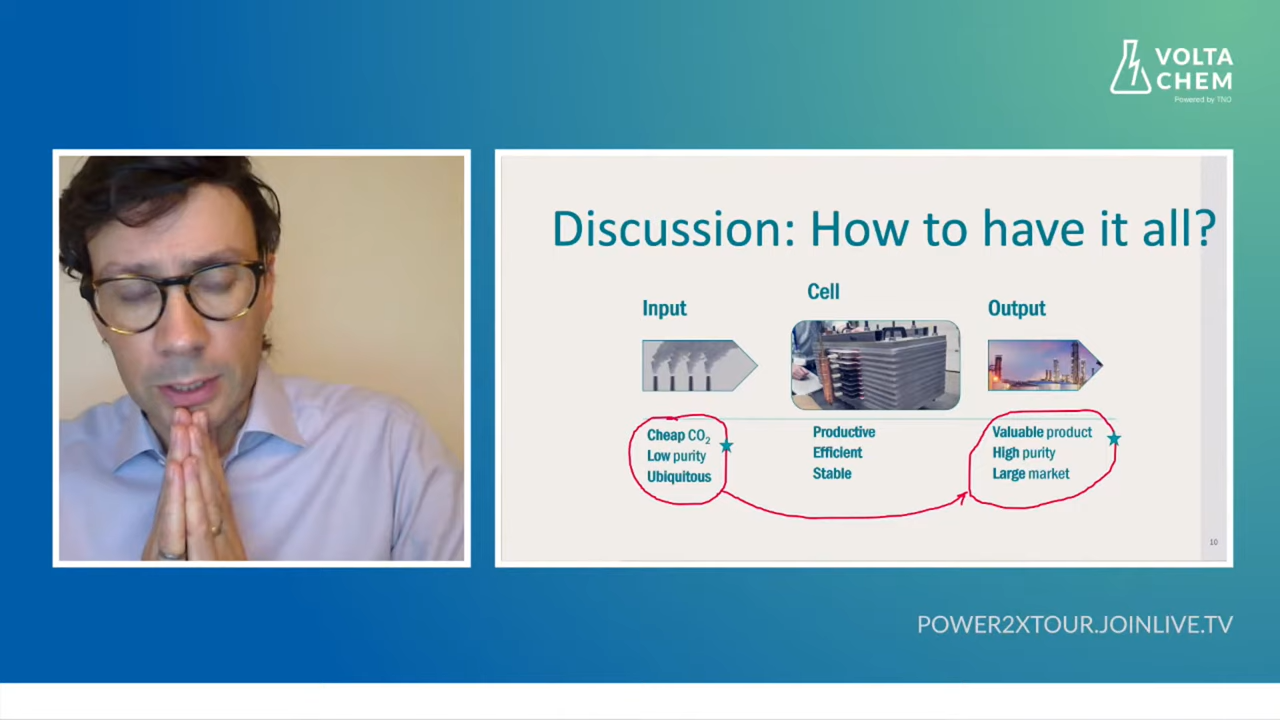 VOLTA
CHEM
Powered by TNO
Discussion: How to have it all?
Input
Cell
Output
Cheap CO₂
Low purity
Ubiquitous
Productive
Efficient
Stable
Valuable product
High purity
Large market
10
POWER2XTOUR.JOINLIVE.TV